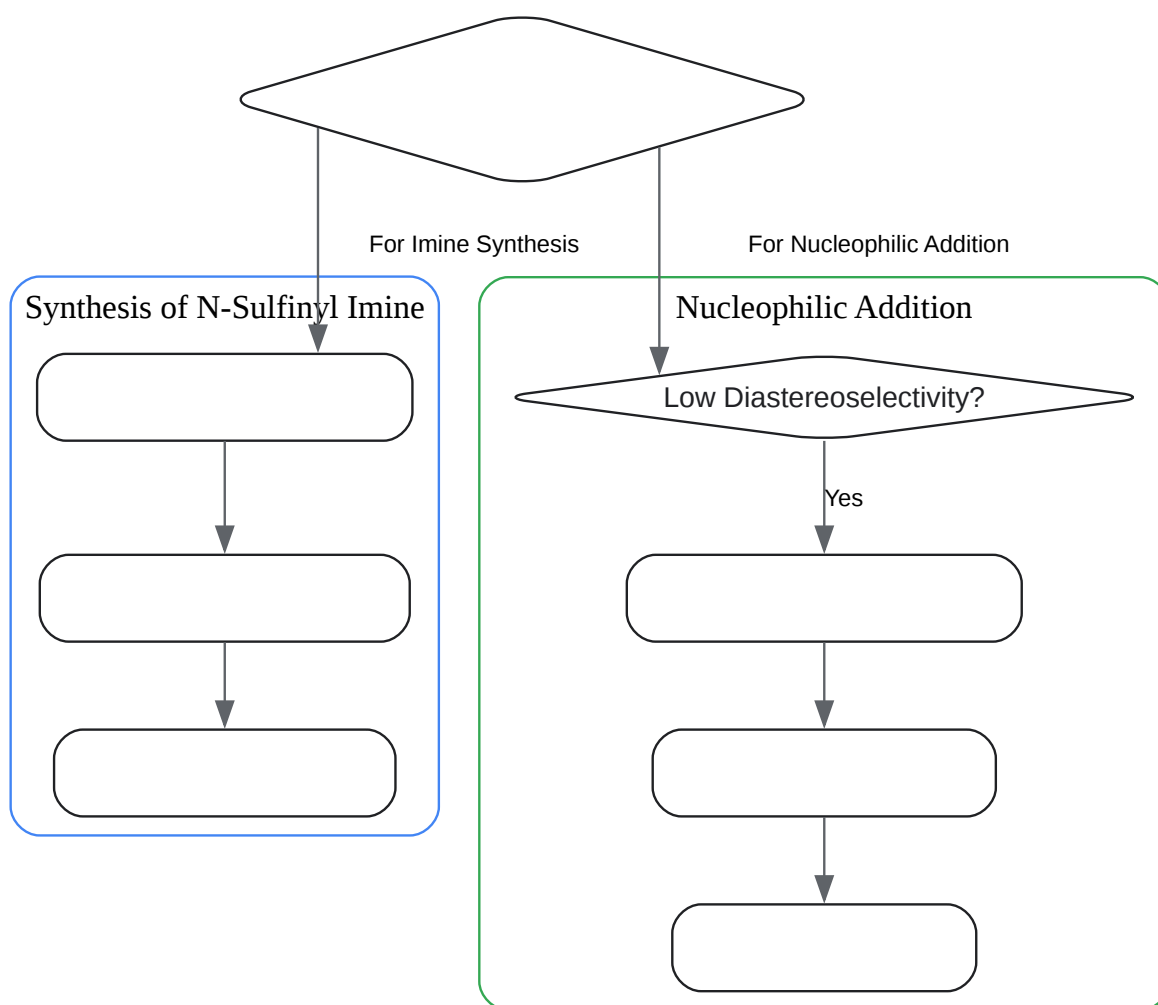 For Imine Synthesis
For Nucleophilic Addition
Synthesis of N-Sulfinyl Imine
Nucleophilic Addition
Low Diastereoselectivity?
Yes